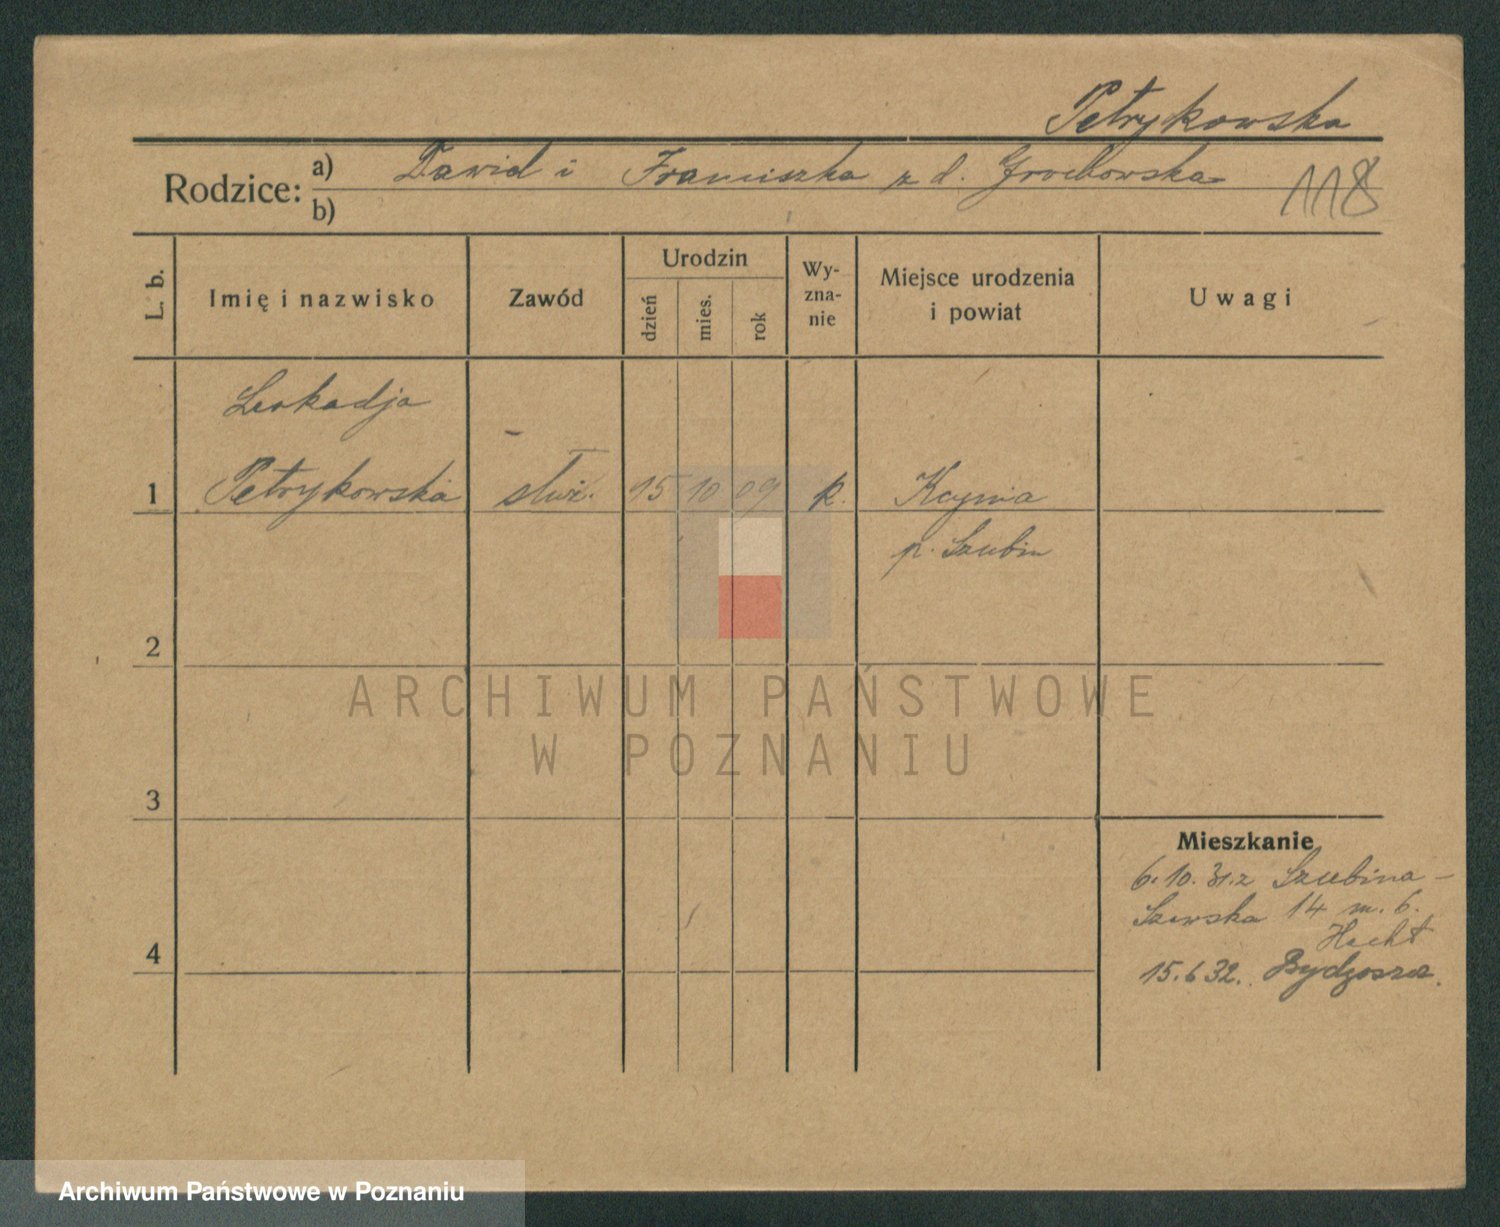 Petrykowska
Rodzice: a) Dawid i Franciszka z d. Grochowska
b)
118
L. b. Imię i nazwisko Zawód Urodzin dzień mies. rok Wy-zna-nie Miejsce urodzenia i powiat Uwagi
Leokadja
1 Petrykowska służ. 15 10 09 k. Kcynia
p. Szubin
2
ARCHIWUM PAŃSTWOWE
W POZNANIU
3
Mieszkanie
6.10.31. z Szubina -
Szewska 14 m. 6.
Hecht
4
15.6 32. Bydgoszcz.
Archiwum Państwowe w Poznaniu